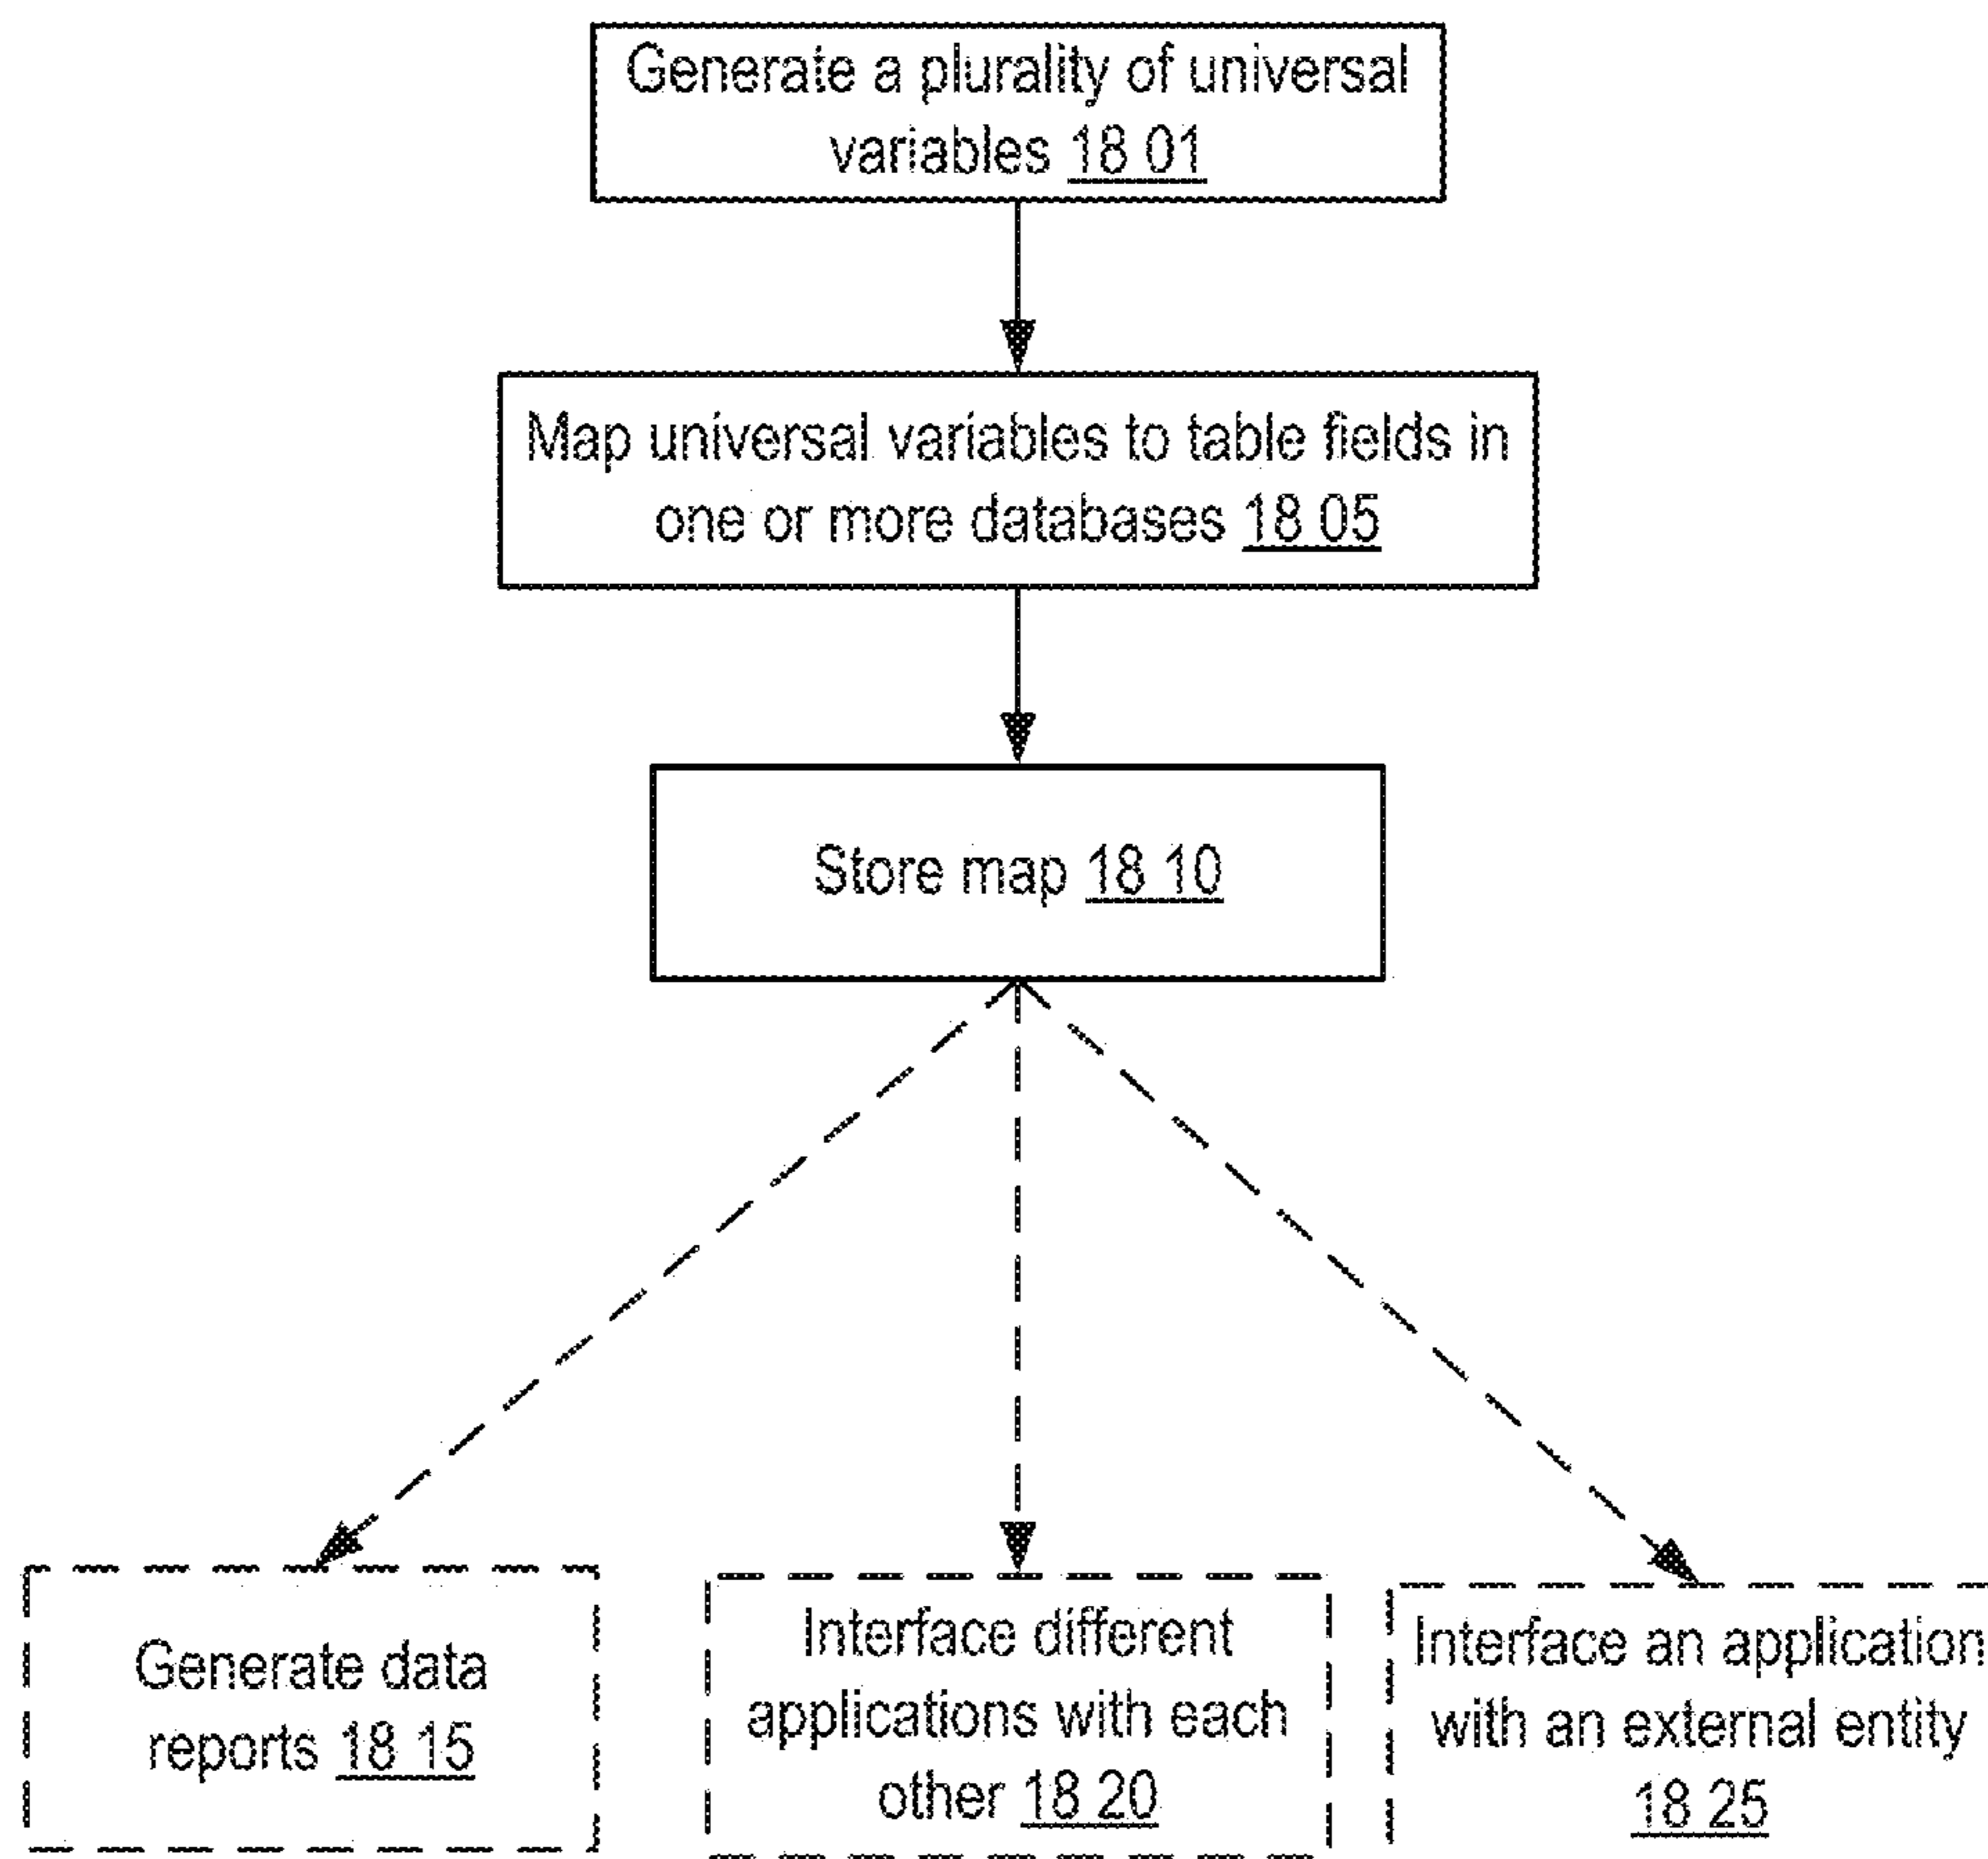 Generate a plurality of universal
variables 18 01
Map universal variables to table fields in
one or more databases 18 05
Store map 18 10
Generate data
reports 18 15
Interface different
applications with each
other 18 20
Interface an application
with an external entity
18 25